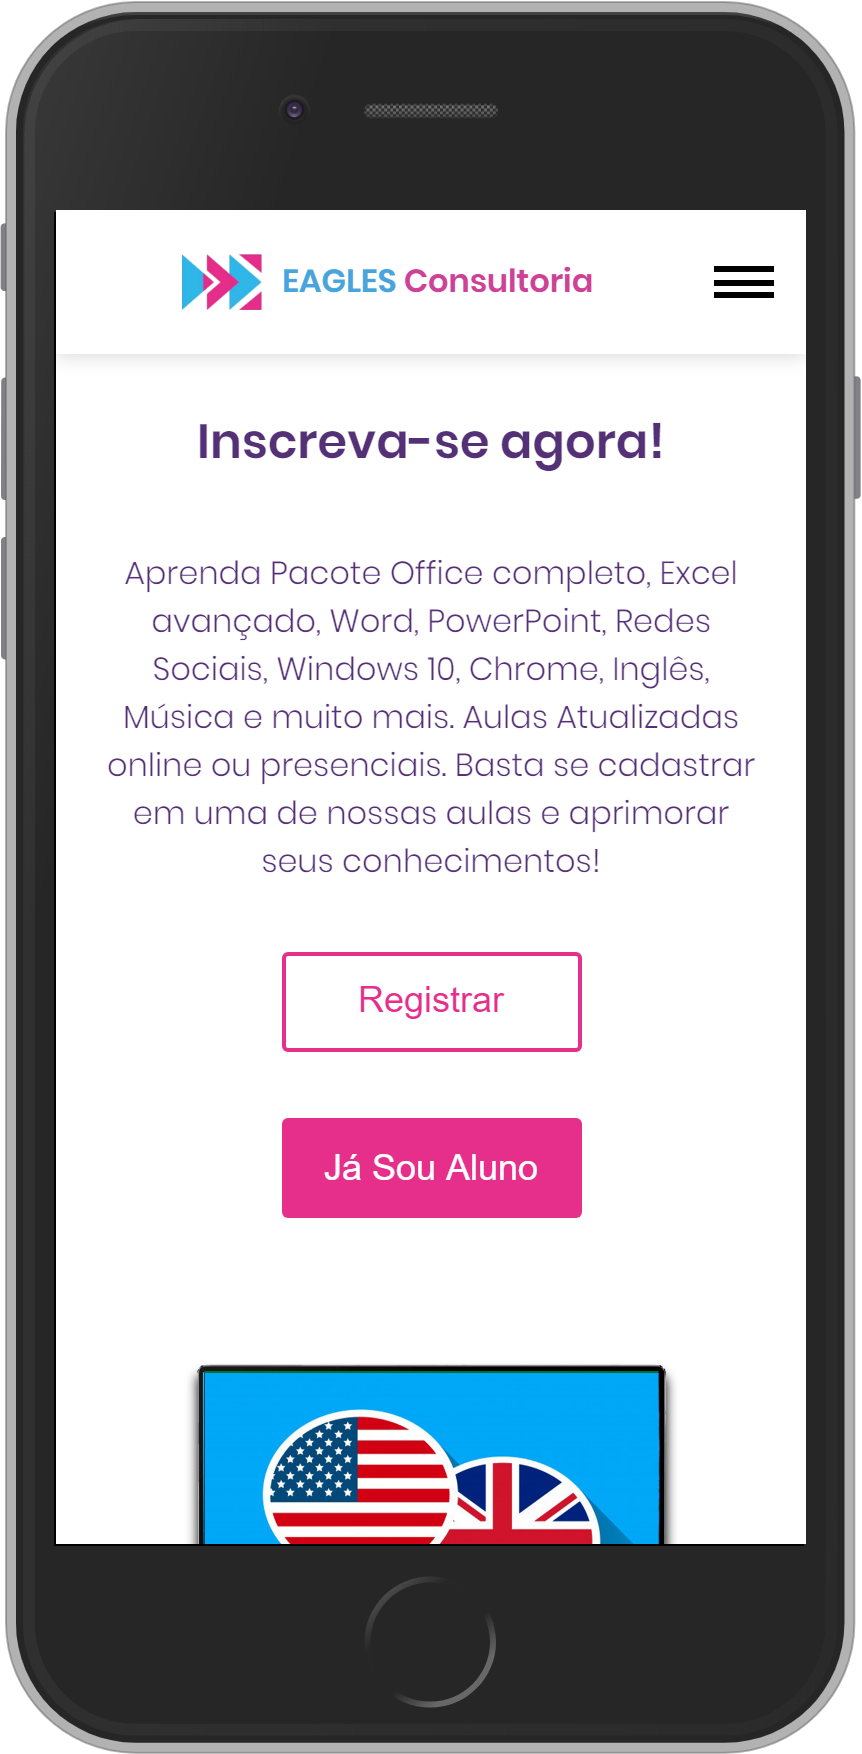 EAGLES Consultoria
Inscreva-se agora!
Aprenda Pacote Office completo, Excel
avançado, Word, PowerPoint, Redes
Sociais, Windows 10, Chrome, Inglês,
Música e muito mais. Aulas Atualizadas
online ou presenciais. Basta se cadastrar
em uma de nossas aulas e aprimorar
seus conhecimentos!
Registrar
Já Sou Aluno